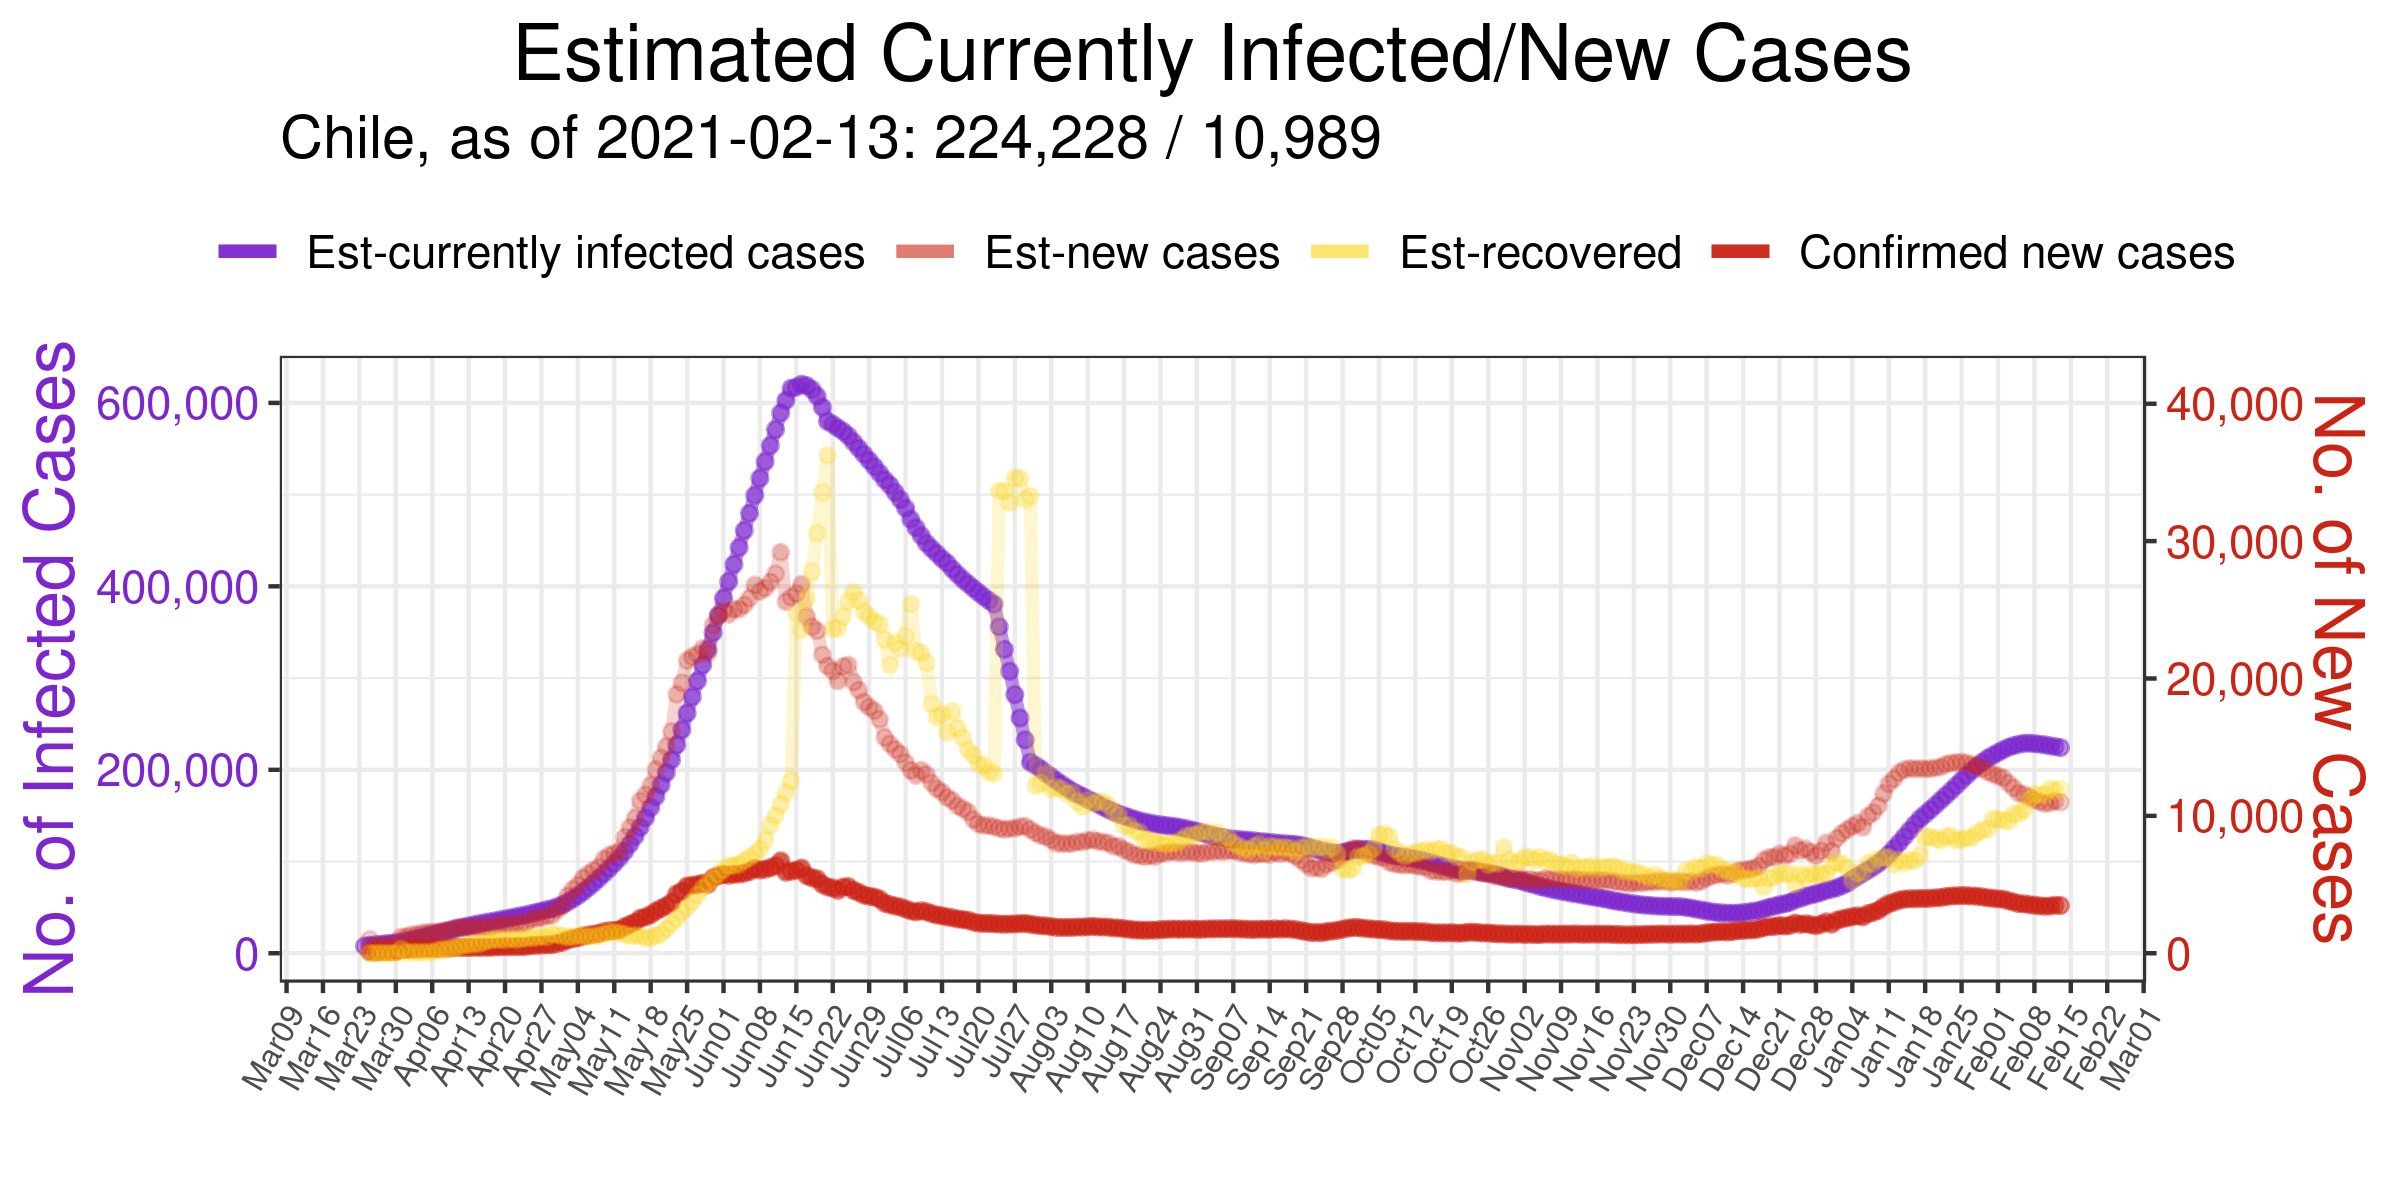 Estimated Currently Infected/New Cases
Chile, as of 2021-02-13: 224,228 / 10,989
Est-currently infected cases
Est-new cases
Est-recovered
Confirmed new cases
No. of Infected Cases
600,000
400,000
200,000
0
40,000
30,000
20,000
10,000
0
No. of New Cases
Mar09
Mar16
Mar23
Mar30
Apr06
Apr13
Apr20
Apr27
May04
May11
May18
May25
Jun01
Jun08
Jun15
Jun22
Jun29
Jul06
Jul13
Jul20
Jul27
Aug03
Aug10
Aug17
Aug24
Aug31
Sep07
Sep14
Sep21
Sep28
Oct05
Oct12
Oct19
Oct26
Nov02
Nov09
Nov16
Nov23
Nov30
Dec07
Dec14
Dec21
Dec28
Jan04
Jan11
Jan18
Jan25
Feb01
Feb08
Feb15
Feb22
Mar01